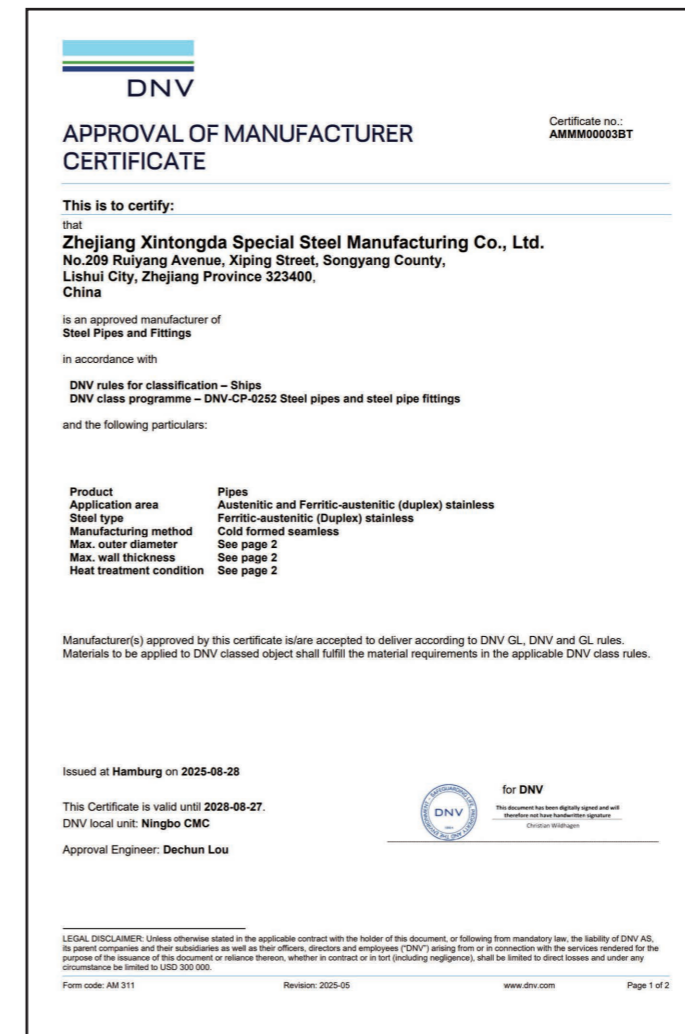 DNV
APPROVAL OF MANUFACTURER
CERTIFICATE
Certificate no.:
AMMM00003BT
This is to certify:
that
Zhejiang Xintongda Special Steel Manufacturing Co., Ltd.
No.209 Ruiyang Avenue, Xiping Street, Songyang County,
Lishui City, Zhejiang Province 323400,
China
is an approved manufacturer of
Steel Pipes and Fittings
in accordance with
DNV rules for classification – Ships
DNV class programme – DNV-CP-0252 Steel pipes and steel pipe fittings
and the following particulars:
Product Pipes
Application area Austenitic and Ferritic-austenitic (duplex) stainless
Steel type Ferritic-austenitic (Duplex) stainless
Manufacturing method Cold formed seamless
Max. outer diameter See page 2
Max. wall thickness See page 2
Heat treatment condition See page 2
Manufacturer(s) approved by this certificate is/are accepted to deliver according to DNV GL, DNV and GL rules.
Materials to be applied to DNV classed object shall fulfill the material requirements in the applicable DNV class rules.
Issued at Hamburg on 2025-08-28
This Certificate is valid until 2028-08-27.
DNV local unit: Ningbo CMC
Approval Engineer: Dechun Lou
DNV
for DNV
This document has been digitally signed and will
therefore not have handwritten signature
Christian Wildhagen
LEGAL DISCLAIMER: Unless otherwise stated in the applicable contract with the holder of this document, or following from mandatory law, the liability of DNV AS,
its parent companies and their subsidiaries as well as their officers, directors and employees ("DNV") arising from or in connection with the services rendered for the
purpose of the issuance of this document or reliance thereon, whether in contract or in tort (including negligence), shall be limited to direct losses and under any
circumstance be limited to USD 300 000.
Form code: AM 311 Revision: 2025-05 www.dnv.com Page 1 of 2